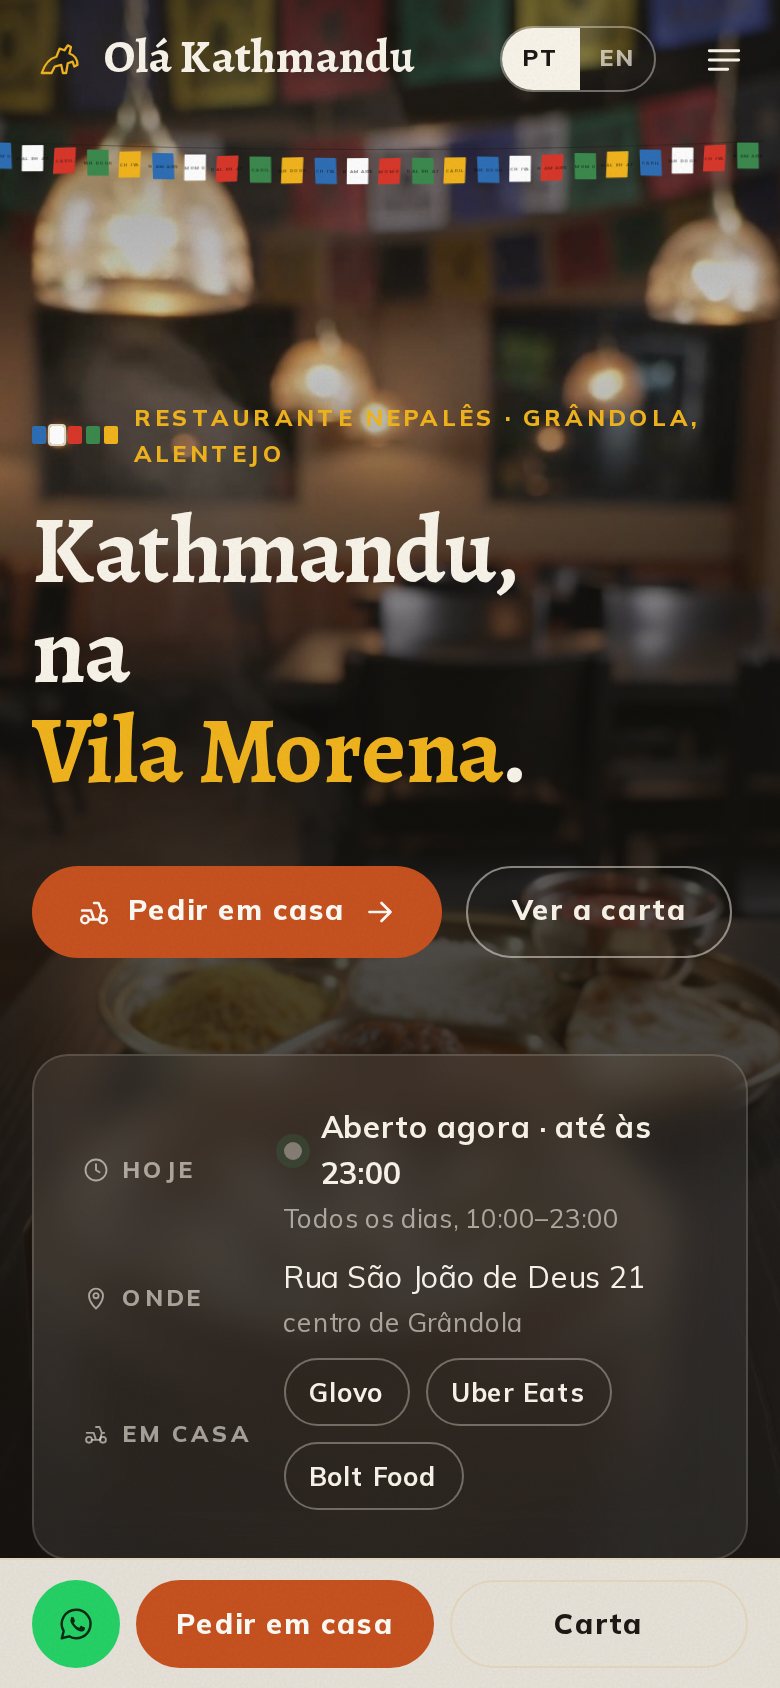 Olá Kathmandu
PT EN
RESTAURANTE NEPALÊS · GRÂNDOLA,
ALENTEJO
Kathmandu,
na
Vila Morena.
Pedir em casa →
Ver a carta
HOJE
Aberto agora · até às
23:00
Todos os dias, 10:00–23:00
ONDE
Rua São João de Deus 21
centro de Grândola
EM CASA
Glovo
Uber Eats
Bolt Food
Pedir em casa
Carta